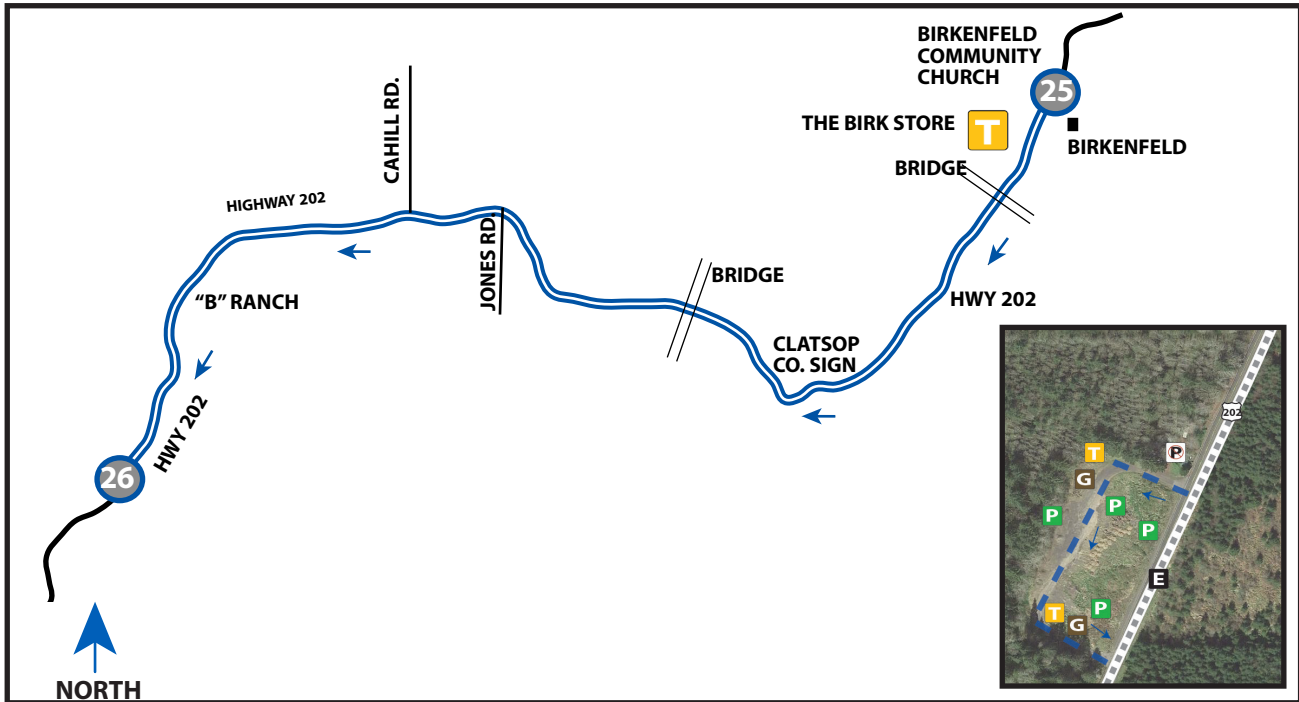 BIRKENFELD
COMMUNITY
CHURCH
25
THE BIRK STORE
T
BIRKENFELD
BRIDGE
CAHILL RD.
HIGHWAY 202
JONES RD.
BRIDGE
"B" RANCH
HWY 202
CLATSOP
CO. SIGN
HWY 202
26
NORTH
202
T
P
G
P
P
P
E
T
P
G